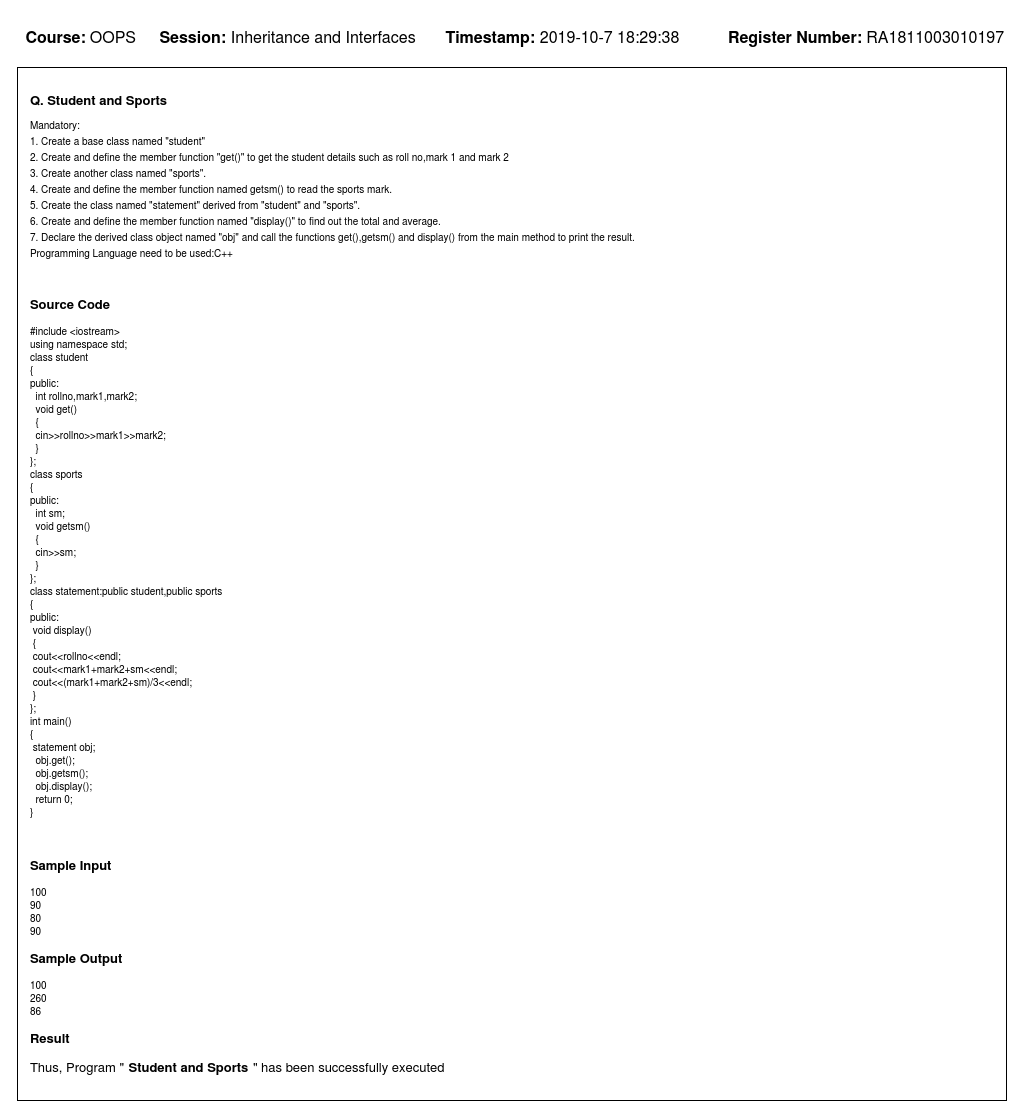 Course: OOPS Session: Inheritance and Interfaces Timestamp: 2019-10-7 18:29:38 Register Number: RA1811003010197
Q. Student and Sports
Mandatory:
1. Create a base class named "student"
2. Create and define the member function "get()" to get the student details such as roll no,mark 1 and mark 2
3. Create another class named "sports".
4. Create and define the member function named getsm() to read the sports mark.
5. Create the class named "statement" derived from "student" and "sports".
6. Create and define the member function named "display()" to find out the total and average.
7. Declare the derived class object named "obj" and call the functions get(),getsm() and display() from the main method to print the result.
Programming Language need to be used:C++
Source Code
#include <iostream>
using namespace std;
class student
{
public:
  int rollno,mark1,mark2;
  void get()
  {
  cin>>rollno>>mark1>>mark2;
  }
};
class sports
{
public:
  int sm;
  void getsm()
  {
  cin>>sm;
  }
};
class statement:public student,public sports
{
public:
 void display()
 {
 cout<<rollno<<endl;
 cout<<mark1+mark2+sm<<endl;
 cout<<(mark1+mark2+sm)/3<<endl;
 }
};
int main()
{
 statement obj;
  obj.get();
  obj.getsm();
  obj.display();
  return 0;
}
Sample Input
100
90
80
90
Sample Output
100
260
86
Result
Thus, Program " Student and Sports " has been successfully executed